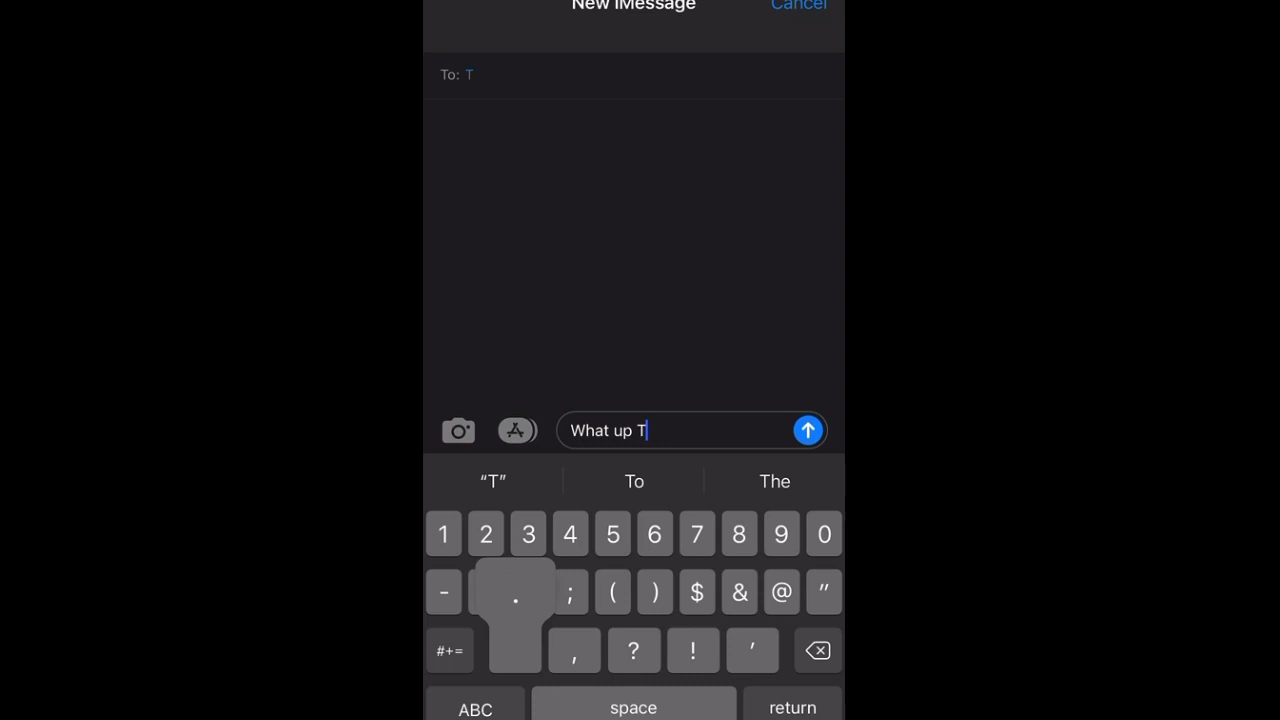 New iMessage Cancel
To: T
What up T
“T” To The
1 2 3 4 5 6 7 8 9 0
- . ; ( ) $ & @ "
#+= , ? ! '
ABC space return